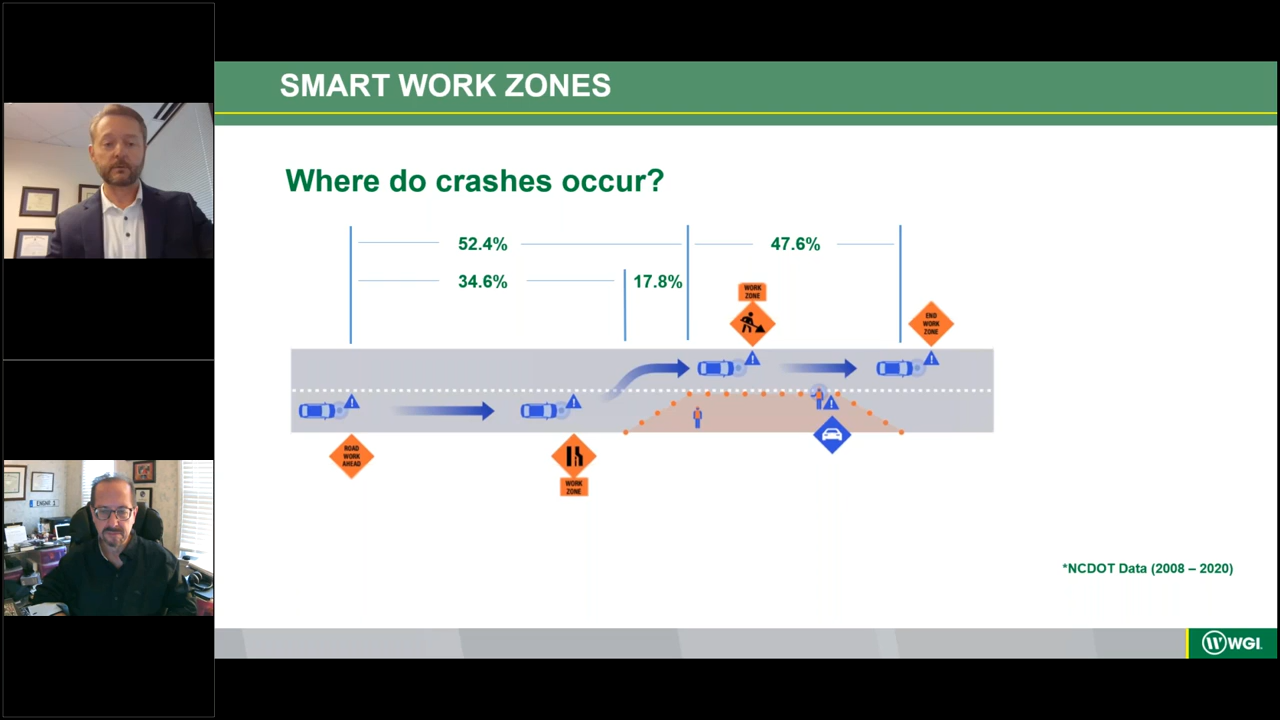 SMART WORK ZONES
Where do crashes occur?
52.4%
47.6%
34.6%
17.8%
WORK
ZONE
END
WORK
ZONE
ROAD
WORK
AHEAD
WORK
ZONE
*NCDOT Data (2008 – 2020)
WGI.